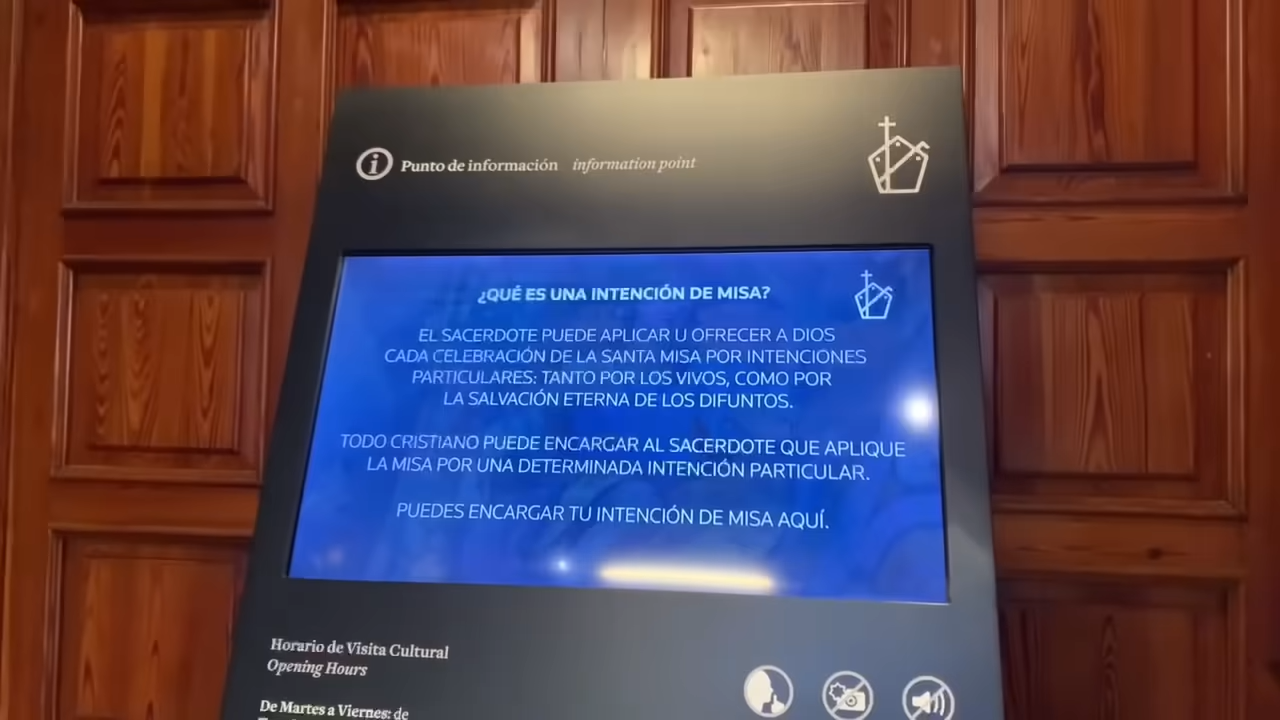 Punto de información information point
¿QUÉ ES UNA INTENCIÓN DE MISA?
EL SACERDOTE PUEDE APLICAR U OFRECER A DIOS
CADA CELEBRACIÓN DE LA SANTA MISA POR INTENCIONES
PARTICULARES: TANTO POR LOS VIVOS, COMO POR
LA SALVACIÓN ETERNA DE LOS DIFUNTOS.
TODO CRISTIANO PUEDE ENCARGAR AL SACERDOTE QUE APLIQUE
LA MISA POR UNA DETERMINADA INTENCIÓN PARTICULAR.
PUEDES ENCARGAR TU INTENCIÓN DE MISA AQUÍ.
Horario de Visita Cultural
Opening Hours
De Martes a Viernes: de